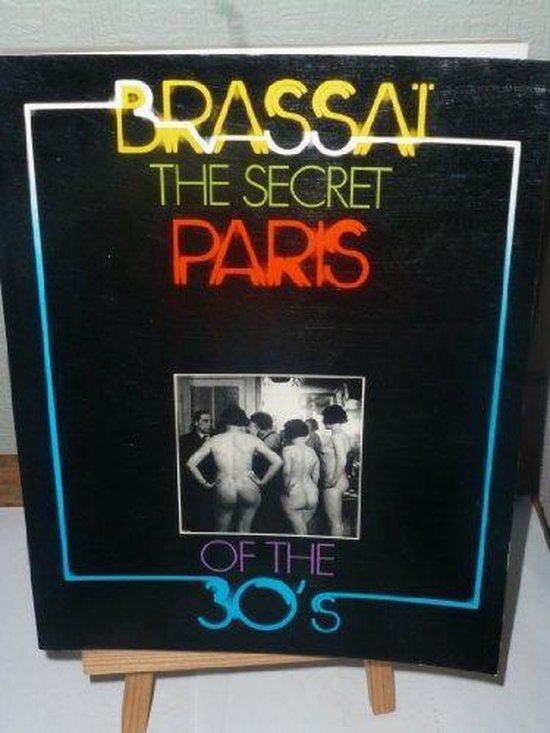 BRASSAÏ
THE SECRET
PARIS
OF THE
30's